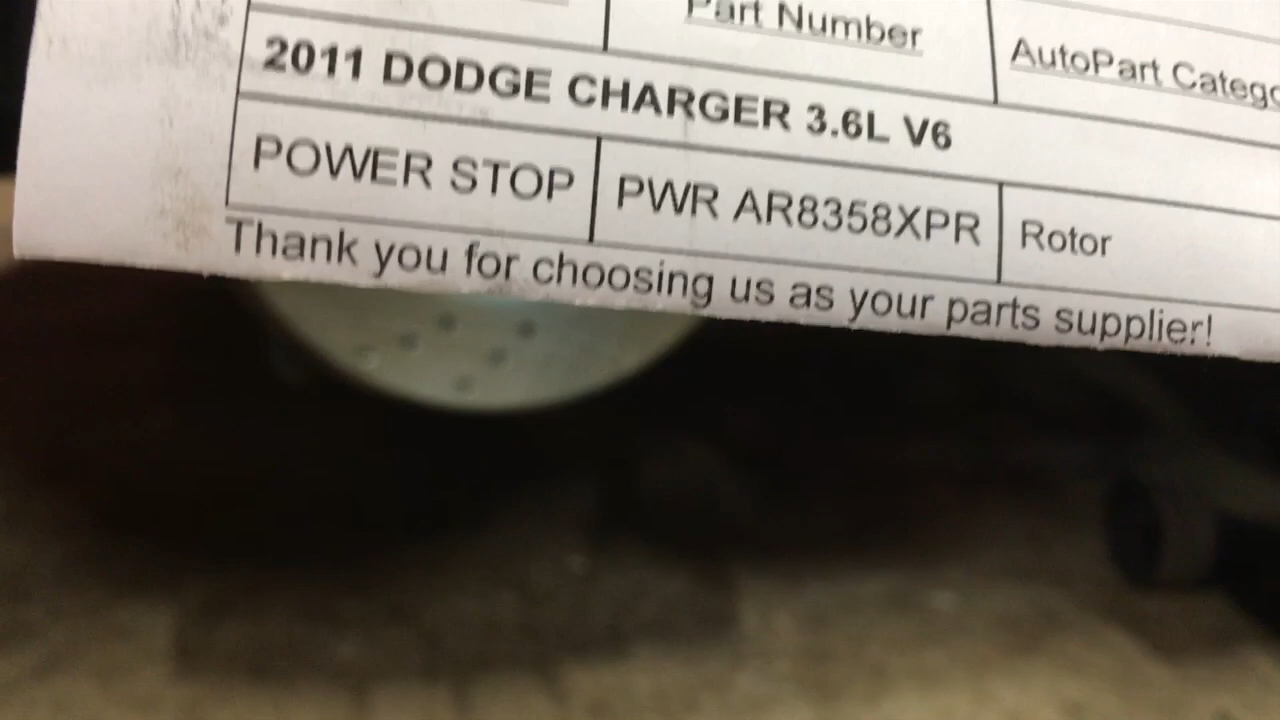 Part Number
AutoPart Catego
2011 DODGE CHARGER 3.6L V6
POWER STOP
PWR AR8358XPR
Rotor
Thank you for choosing us as your parts supplier!